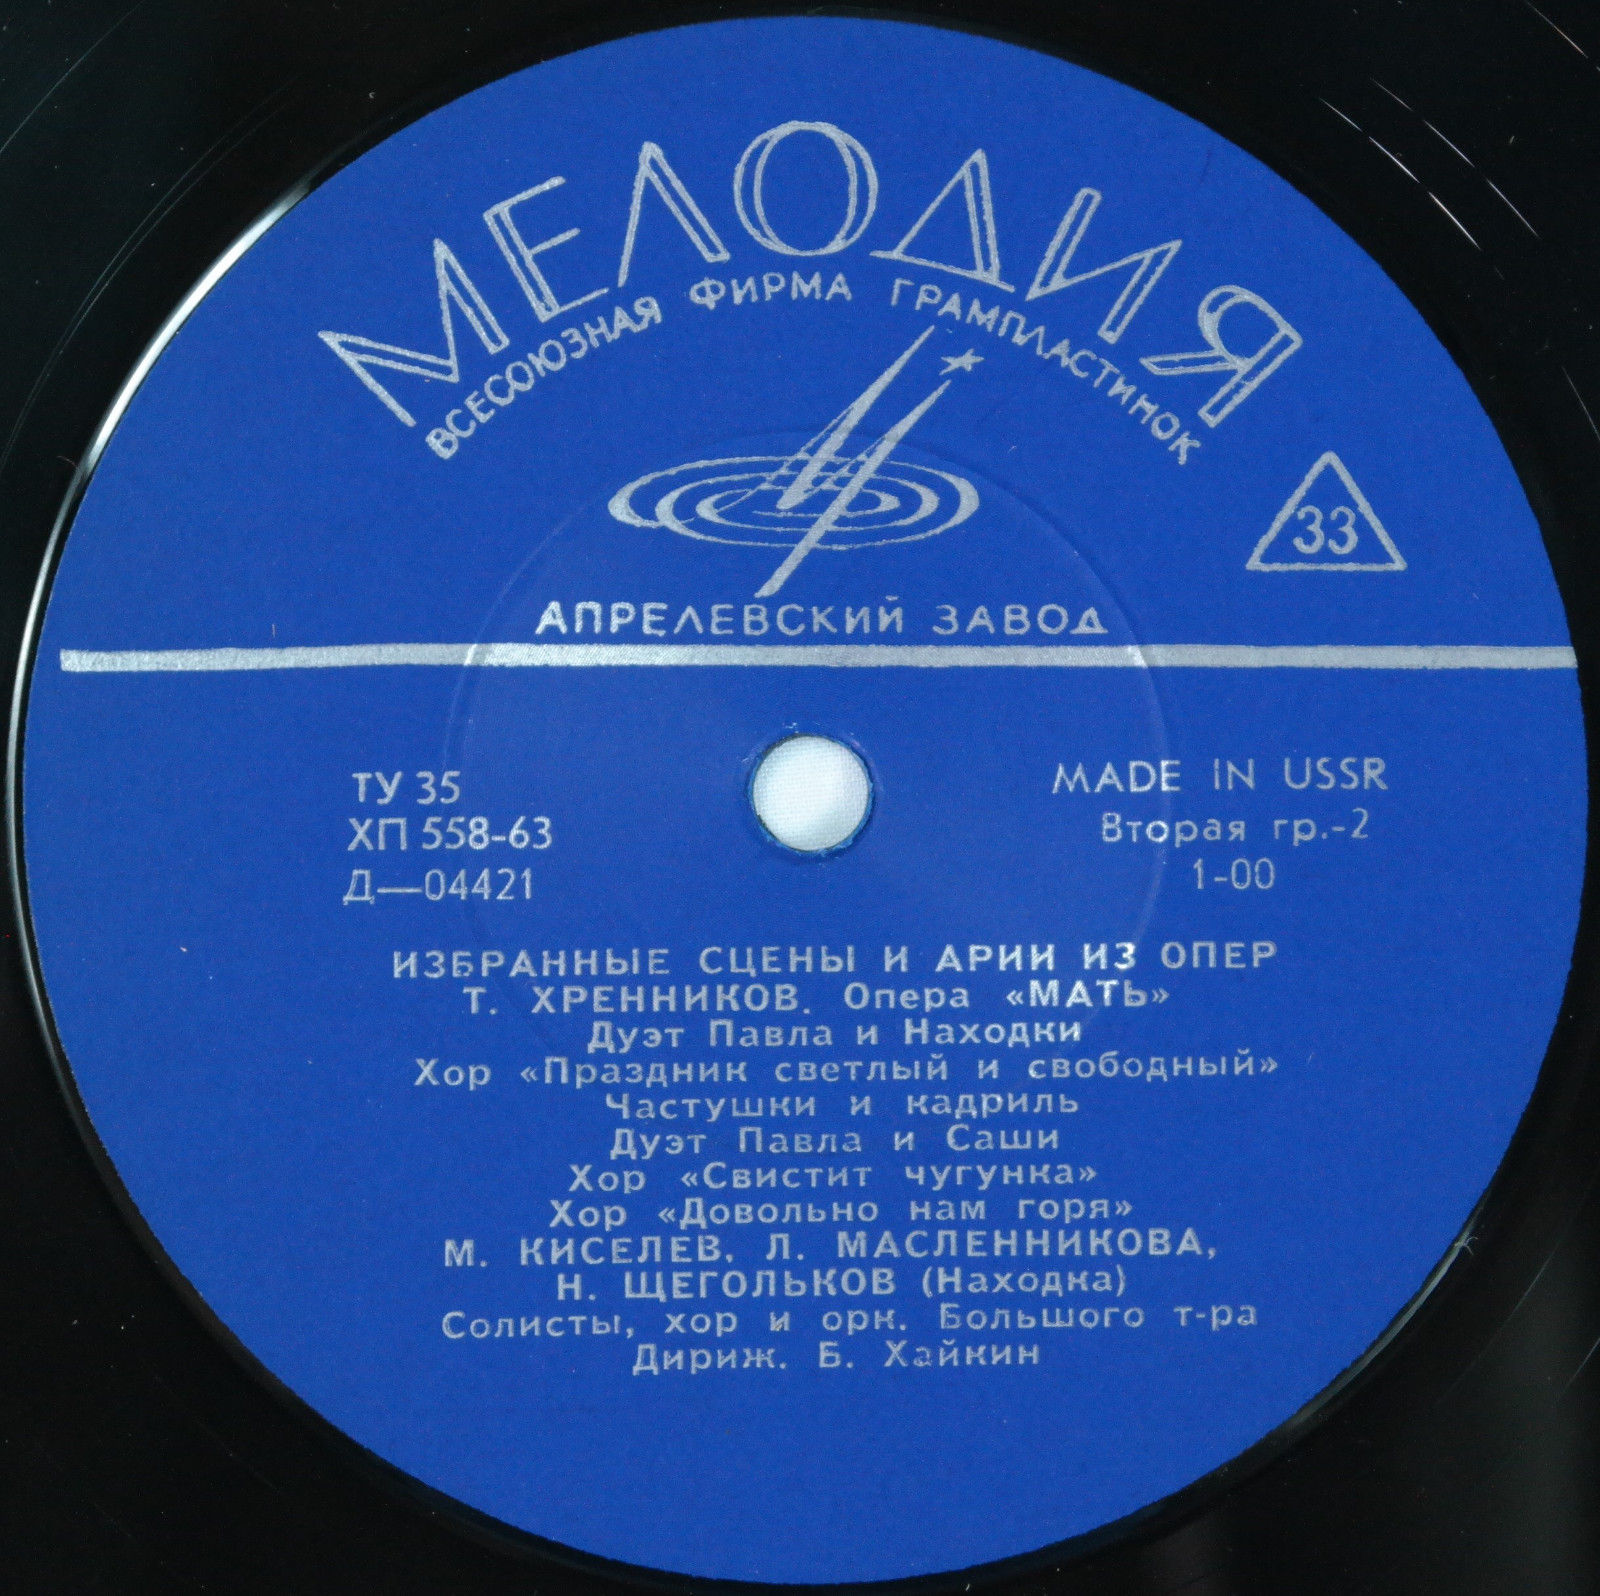 МЕЛОДИЯ
ВСЕСОЮЗНАЯ ФИРМА ГРАМПЛАСТИНОК
33
АПРЕЛЕВСКИЙ ЗАВОД
ТУ 35
ХП 558-63
Д—04421
MADE IN USSR
Вторая гр.-2
1-00
ИЗБРАННЫЕ СЦЕНЫ И АРИИ ИЗ ОПЕР
Т. ХРЕННИКОВ. Опера «МАТЬ»
Дуэт Павла и Находки
Хор «Праздник светлый и свободный»
Частушки и кадриль
Дуэт Павла и Саши
Хор «Свистит чугунка»
Хор «Довольно нам горя»
М. КИСЕЛЕВ, Л. МАСЛЕННИКОВА,
Н. ЩЕГОЛЬКОВ (Находка)
Солисты, хор и орк. Большого т-ра
Дириж. Б. Хайкин